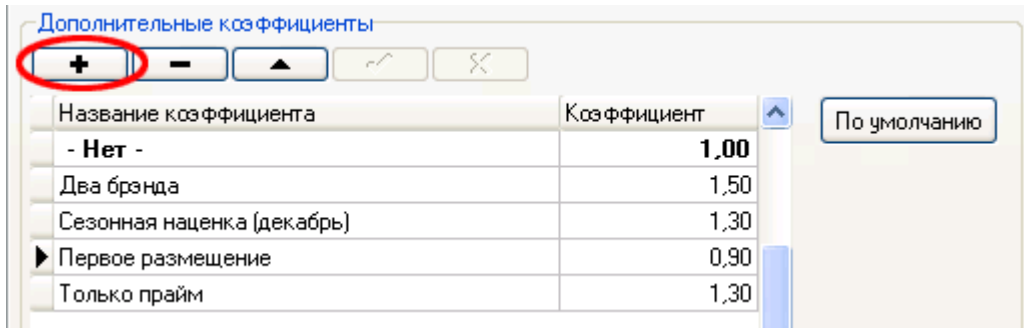 Дополнительные коэффициенты
Название коэффициента Коэффициент
- Нет - 1,00
Два брэнда 1,50
Сезонная наценка (декабрь) 1,30
Первое размещение 0,90
Только прайм 1,30
По умолчанию